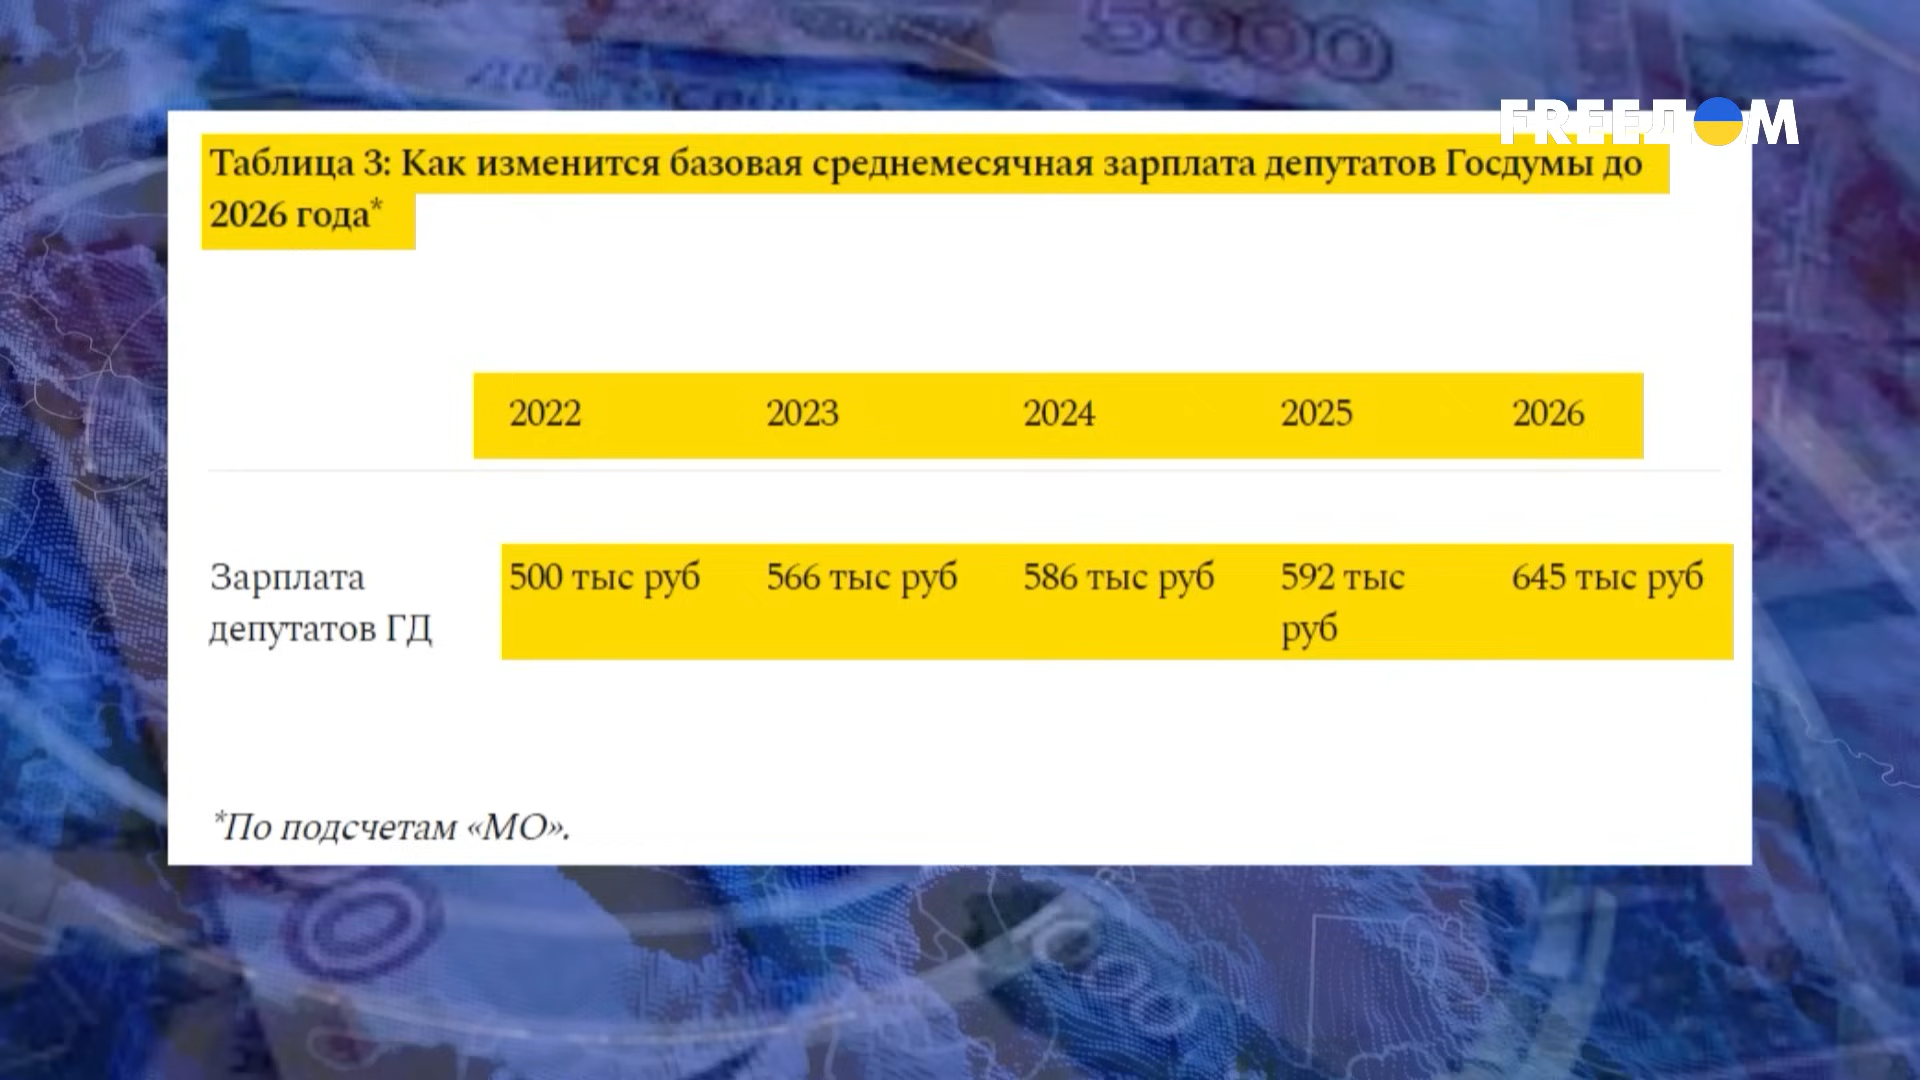 5000
FREEДOM
Таблица 3: Как изменится базовая среднемесячная зарплата депутатов Госдумы до
2026 года*
2022 2023 2024 2025 2026
Зарплата 500 тыс руб 566 тыс руб 586 тыс руб 592 тыс 645 тыс руб
депутатов ГД руб
*По подсчетам «МО».